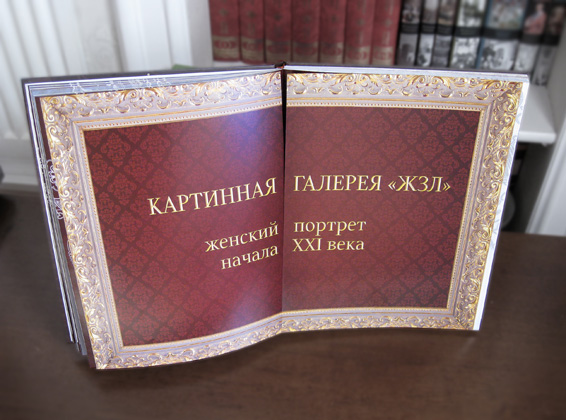 КАРТИННАЯ ГАЛЕРЕЯ «ЖЗЛ»
женский портрет
начала XXI века